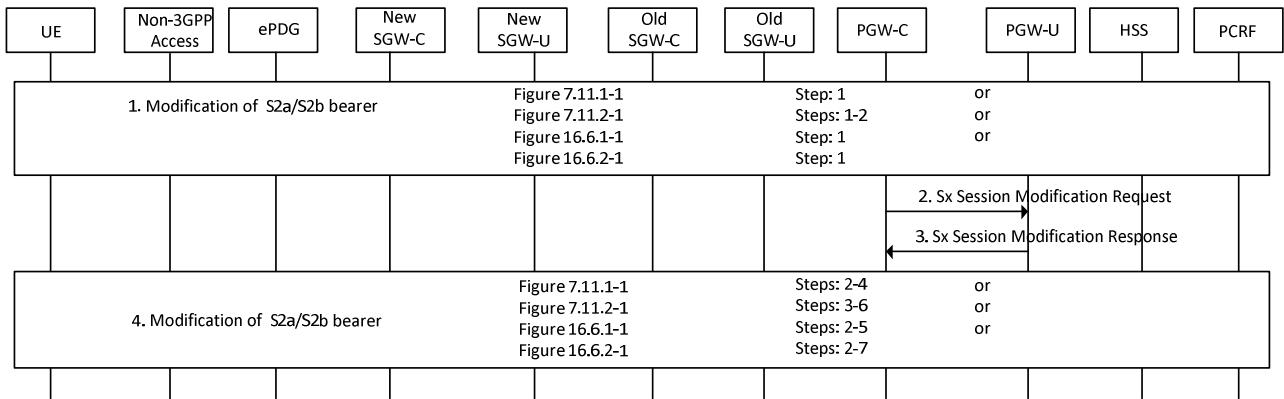 UE
Non-3GPP
Access
ePDG
New
SGW-C
New
SGW-U
Old
SGW-C
Old
SGW-U
PGW-C
PGW-U
HSS
PCRF
1. Modification of S2a/S2b bearer
Figure 7.11.1-1 Step: 1 or
Figure 7.11.2-1 Steps: 1-2 or
Figure 16.6.1-1 Step: 1 or
Figure 16.6.2-1 Step: 1
2. Sx Session Modification Request
3. Sx Session Modification Response
4. Modification of S2a/S2b bearer
Figure 7.11.1-1 Steps: 2-4 or
Figure 7.11.2-1 Steps: 3-6 or
Figure 16.6.1-1 Steps: 2-5 or
Figure 16.6.2-1 Steps: 2-7